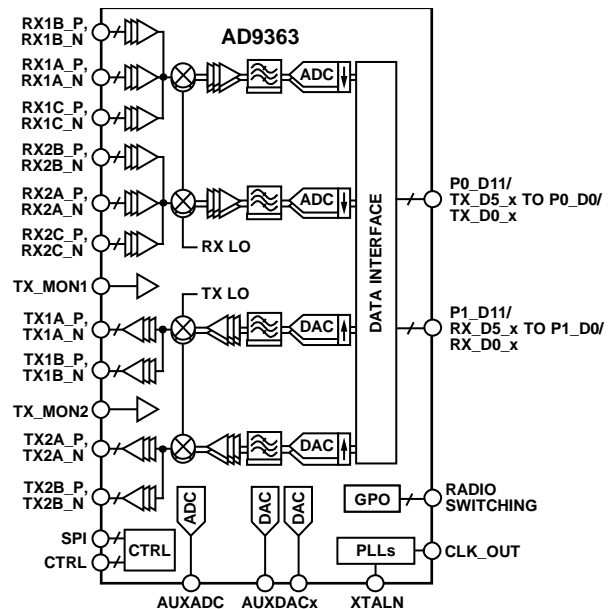 AD9363
RX1B_P,
RX1B_N
RX1A_P,
RX1A_N
RX1C_P,
RX1C_N
RX2B_P,
RX2B_N
RX2A_P,
RX2A_N
RX2C_P,
RX2C_N
TX_MON1
TX1A_P,
TX1A_N
TX1B_P,
TX1B_N
TX_MON2
TX2A_P,
TX2A_N
TX2B_P,
TX2B_N
SPI
CTRL
CTRL
ADC
ADC
RX LO
TX LO
DAC
DAC
DATA INTERFACE
P0_D11/
TX_D5_x TO P0_D0/
TX_D0_x
P1_D11/
RX_D5_x TO P1_D0/
RX_D0_x
ADC
DAC
DAC
GPO
RADIO
SWITCHING
PLLs
CLK_OUT
AUXADC
AUXDACx
XTALN